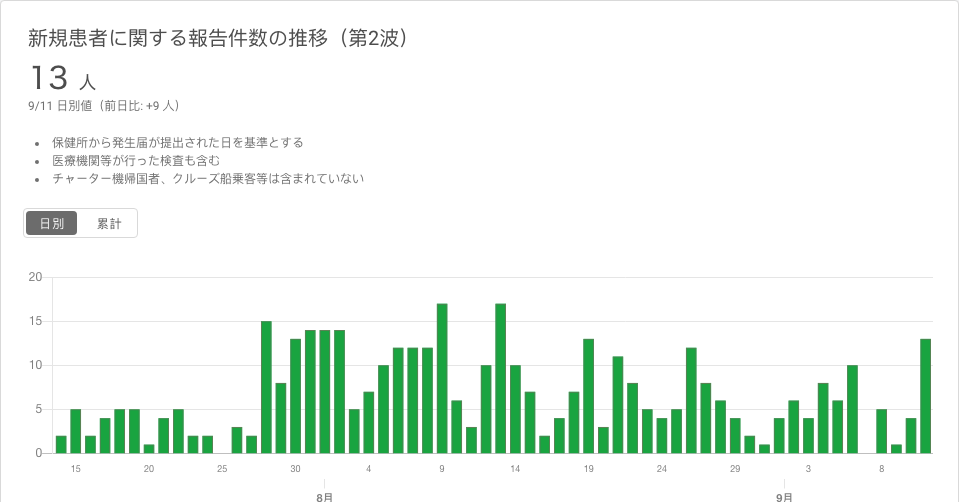 新規患者に関する報告件数の推移（第2波）
13 人
9/11 日別値（前日比: +9 人）
保健所から発生届が提出された日を基準とする
医療機関等が行った検査も含む
チャーター機帰国者、クルーズ船乗客等は含まれていない
日別 累計
20
15
10
5
0
15 20 25 30 4 9 14 19 24 29 3 8
8月 9月